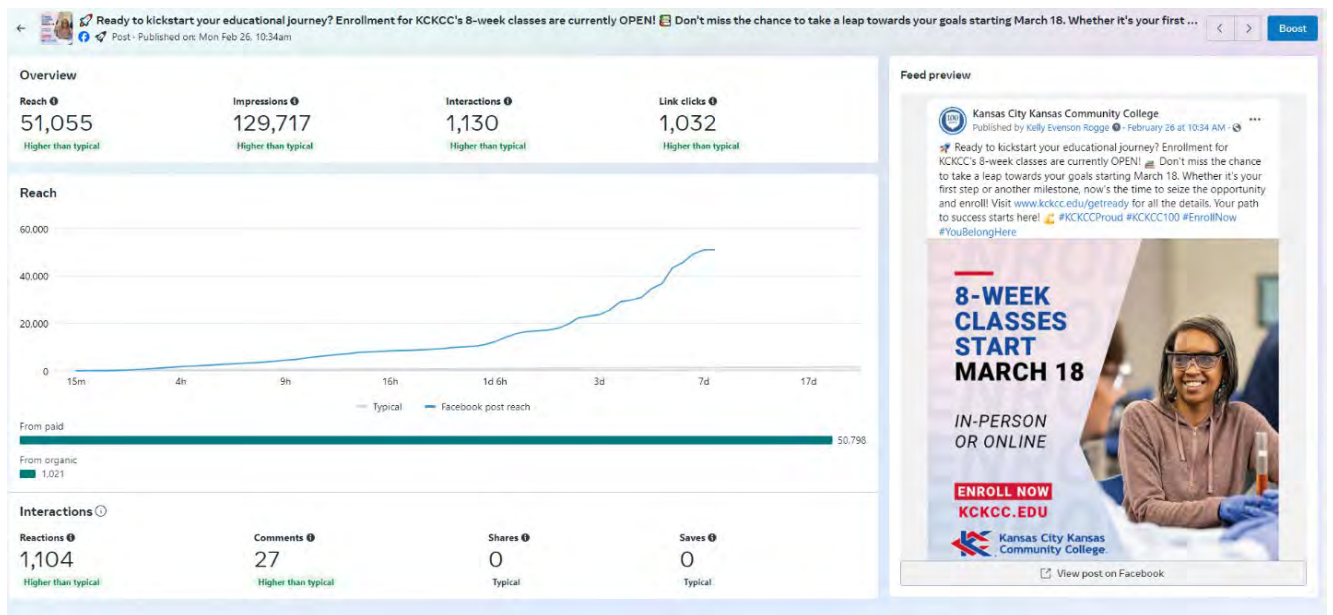 🚀 Ready to kickstart your educational journey? Enrollment for KCKCC's 8-week classes are currently OPEN! 📚 Don't miss the chance to take a leap towards your goals starting March 18. Whether it's your first ...
Post · Published on: Mon Feb 26, 10:34am
Boost
Overview
Reach
Impressions
Interactions
Link clicks
51,055
129,717
1,130
1,032
Higher than typical
Higher than typical
Higher than typical
Higher than typical
Reach
60,000
40,000
20,000
0
15m
4h
9h
16h
1d 6h
3d
7d
17d
Typical
Facebook post reach
From paid
50,798
From organic
1,021
Interactions
Reactions
Comments
Shares
Saves
1,104
27
0
0
Higher than typical
Higher than typical
Typical
Typical
Feed preview
Kansas City Kansas Community College
Published by Kelly Evenson Rogge · February 26 at 10:34 AM ·
🚀 Ready to kickstart your educational journey? Enrollment for
KCKCC's 8-week classes are currently OPEN! 📚 Don't miss the chance
to take a leap towards your goals starting March 18. Whether it's your
first step or another milestone, now's the time to seize the opportunity
and enroll! Visit www.kckcc.edu/getready for all the details. Your path
to success starts here! 💪 #KCKCCProud #KCKCC100 #EnrollNow
#YouBelongHere
8-WEEK
CLASSES
START
MARCH 18
IN-PERSON
OR ONLINE
ENROLL NOW
KCKCC.EDU
Kansas City Kansas
Community College
View post on Facebook